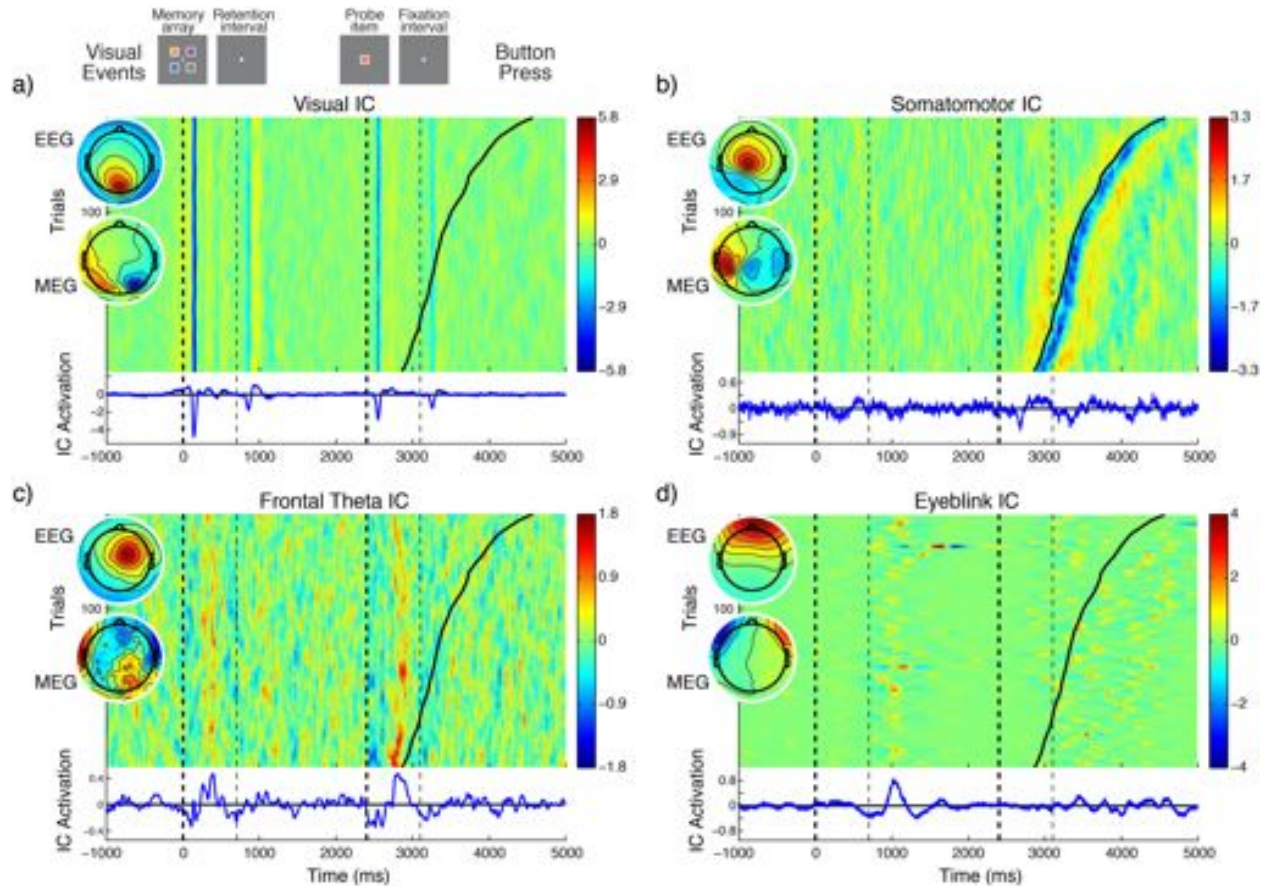 Memory array
Retention interval
Probe item
Fixation interval
Visual Events
Button Press
a)
Visual IC
EEG
Trials
100
MEG
5.8
2.9
0
−2.9
−5.8
IC Activation
0
−1000 0 1000 2000 3000 4000 5000
b)
Somatomotor IC
EEG
Trials
100
MEG
3.3
1.7
0
−1.7
−3.3
IC Activation
0.6
0
−0.9
−1000 0 1000 2000 3000 4000 5000
c)
Frontal Theta IC
EEG
Trials
100
MEG
1.8
0.9
0
−0.9
−1.8
IC Activation
0
−0.4
−1000 0 1000 2000 3000 4000 5000
Time (ms)
d)
Eyeblink IC
EEG
Trials
100
MEG
4
2
0
−2
−4
IC Activation
0.8
0
−0.8
−1000 0 1000 2000 3000 4000 5000
Time (ms)